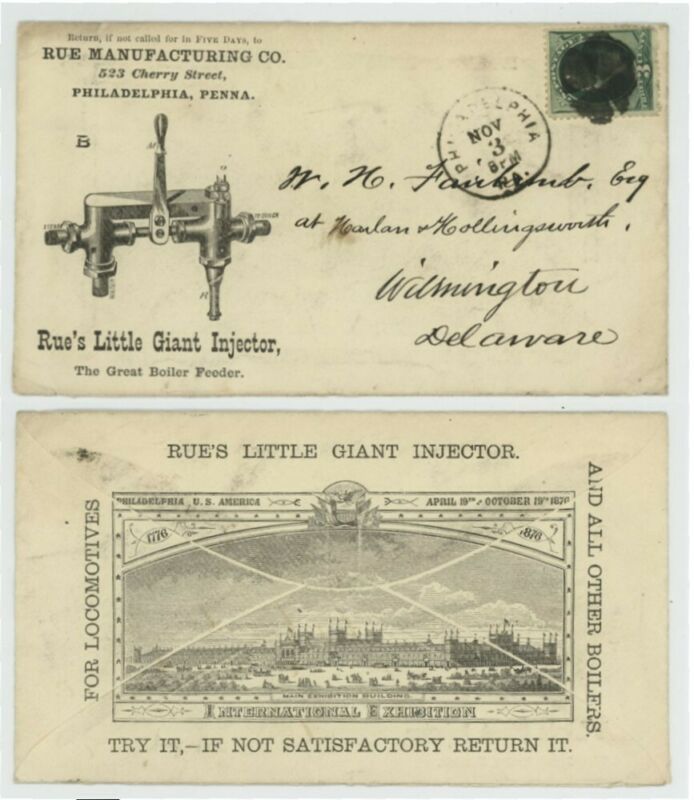 Return, if not called for in FIVE DAYS, to
RUE MANUFACTURING CO.
523 Cherry Street,
PHILADELPHIA, PENNA.
B
M
R
Rue's Little Giant Injector,
The Great Boiler Feeder.
PHILADELPHIA
NOV
3
8 PM
PA.
W. H. Esq
at Harlan & Hollingsworth,
Wilmington
Delaware
RUE'S LITTLE GIANT INJECTOR.
FOR LOCOMOTIVES
AND ALL OTHER BOILERS.
PHILADELPHIA U.S. AMERICA
APRIL 19TH OCTOBER 19TH 1876
1776
1876
MAIN EXHIBITION BUILDING
INTERNATIONAL EXHIBITION
TRY IT,—IF NOT SATISFACTORY RETURN IT.